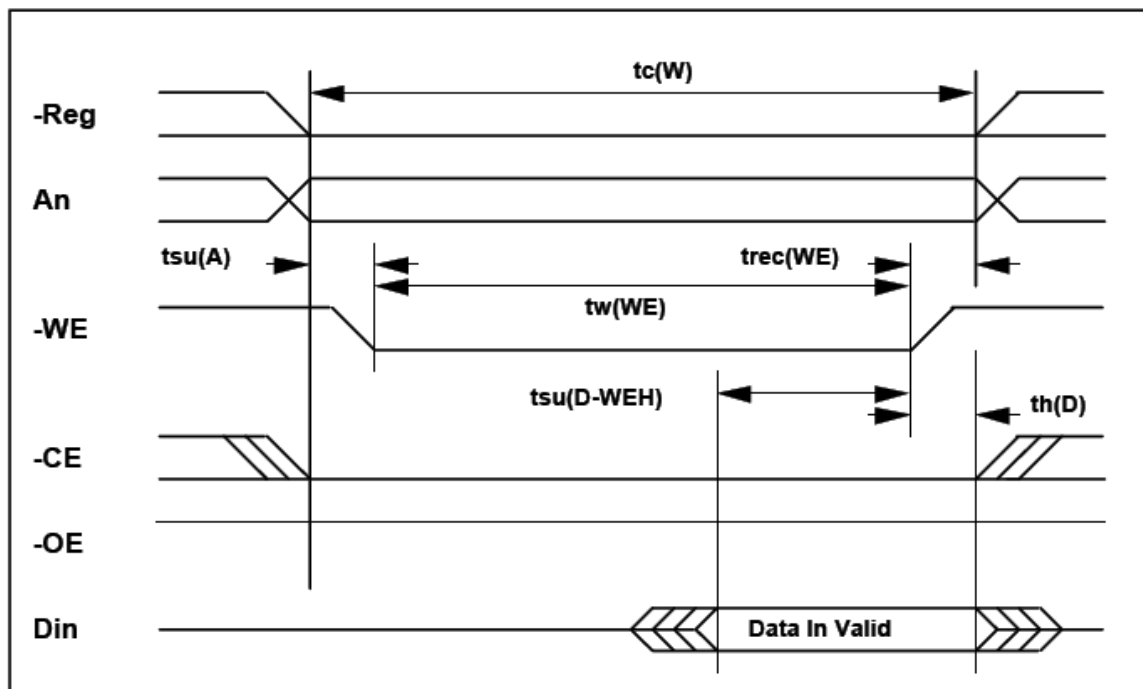 tc(W)
-Reg
An
tsu(A)
trec(WE)
tw(WE)
-WE
tsu(D-WEH)
th(D)
-CE
-OE
Din
Data In Valid